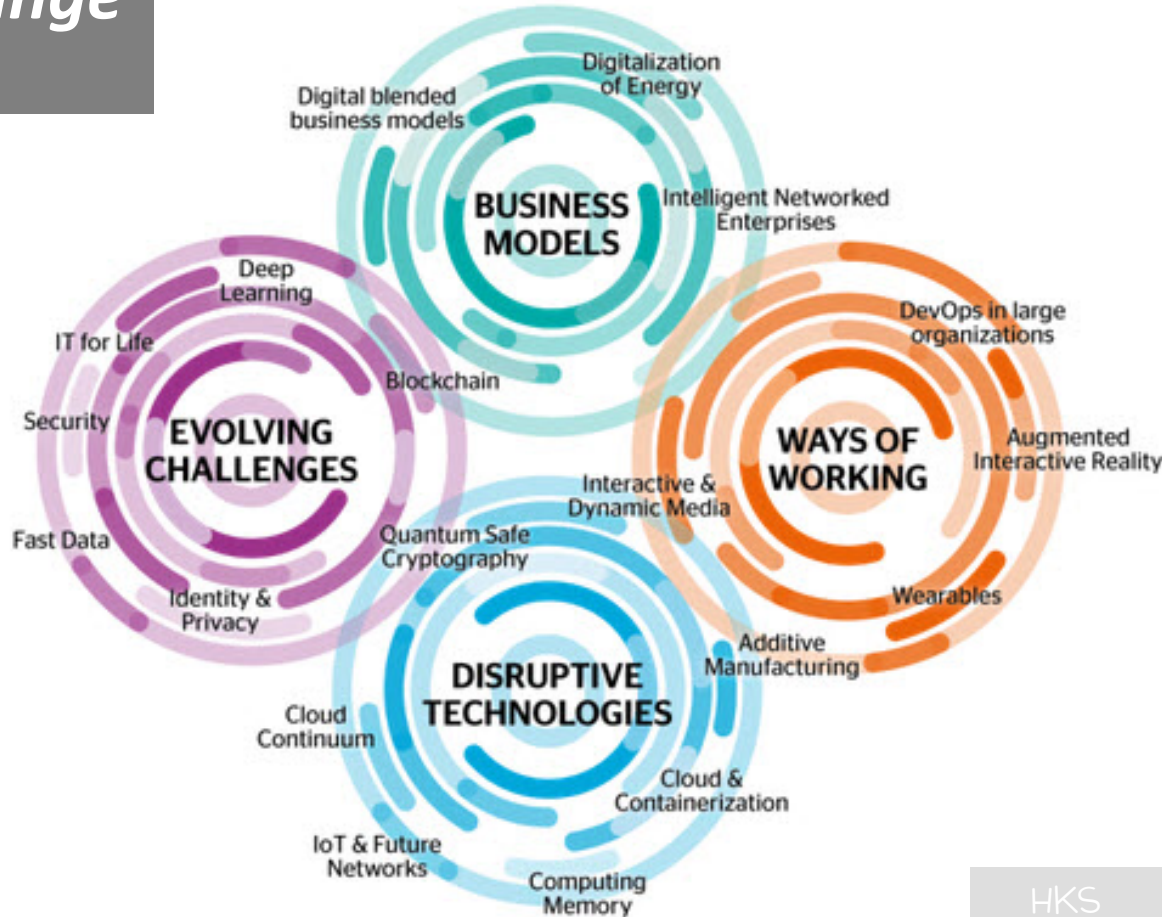 Digitalization
of Energy
Digital blended
business models
BUSINESS
MODELS
Intelligent Networked
Enterprises
Deep
Learning
IT for Life
Blockchain
Security
EVOLVING
CHALLENGES
Fast Data
Identity &
Privacy
DevOps in large
organizations
WAYS OF
WORKING
Augmented
Interactive Reality
Interactive &
Dynamic Media
Wearables
Additive
Manufacturing
Quantum Safe
Cryptography
DISRUPTIVE
TECHNOLOGIES
Cloud
Continuum
Cloud &
Containerization
IoT & Future
Networks
Computing
Memory
HKS